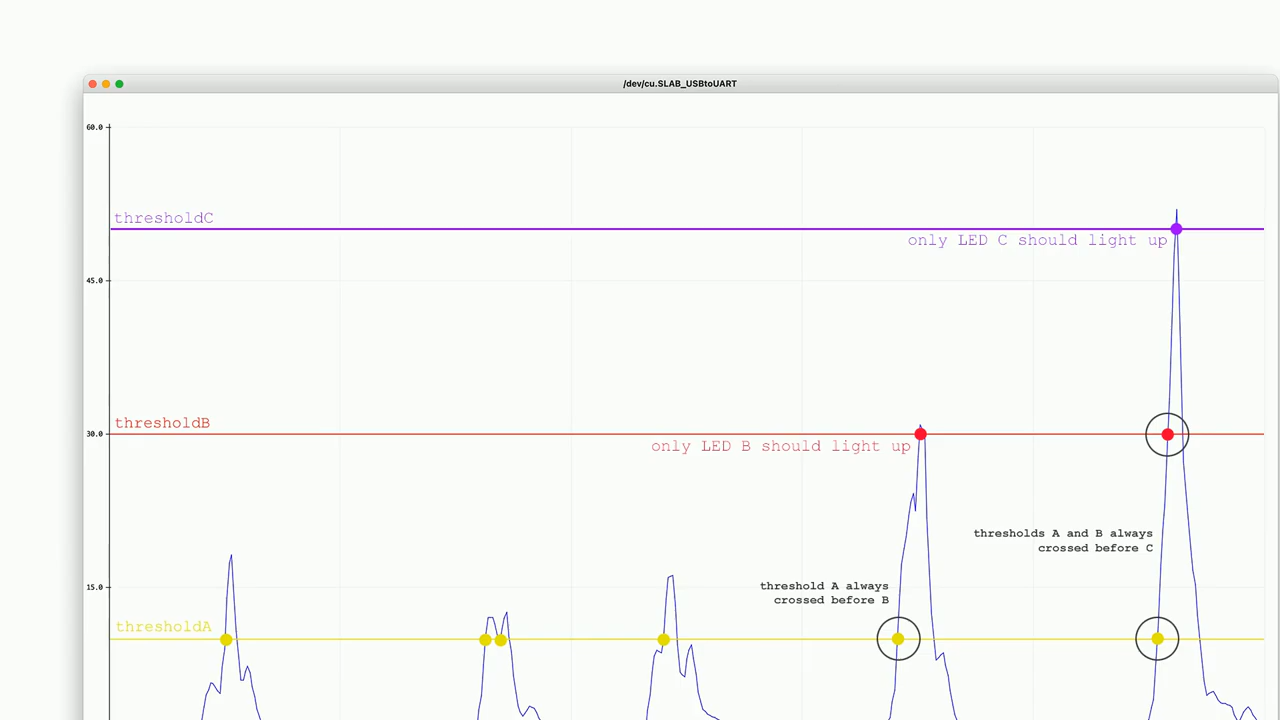 /dev/cu.SLAB_USBtoUART
60.0
thresholdC
only LED C should light up
45.0
thresholdB
30.0
only LED B should light up
thresholds A and B always
crossed before C
15.0
threshold A always
crossed before B
thresholdA